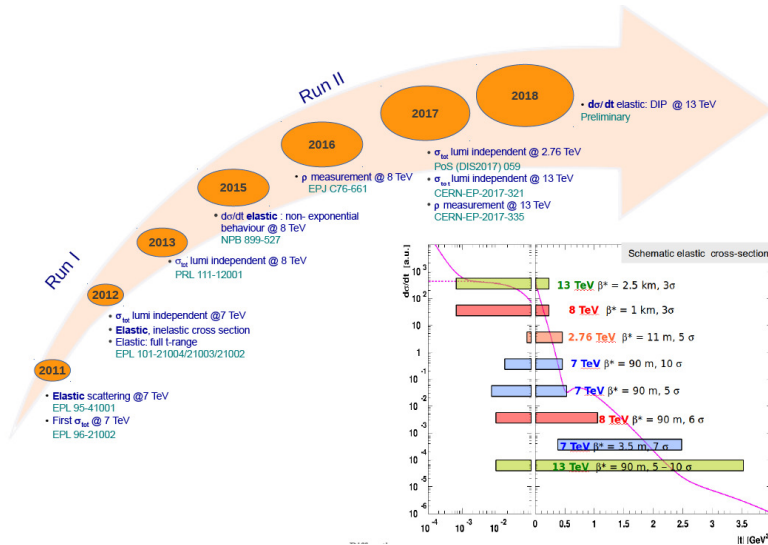 Run I
Run II
2011
• Elastic scattering @7 TeV
EPL 95-41001
• First σtot @ 7 TeV
EPL 96-21002
2012
• σtot lumi independent @7 TeV
• Elastic, inelastic cross section
• Elastic: full t-range
EPL 101-21004/21003/21002
2013
• σtot lumi independent @ 8 TeV
PRL 111-12001
2015
• dσ/dt elastic : non- exponential
behaviour @ 8 TeV
NPB 899-527
2016
• ρ measurement @ 8 TeV
EPJ C76-661
2017
• σtot lumi independent @ 2.76 TeV
PoS (DIS2017) 059
• σtot lumi independent @ 13 TeV
CERN-EP-2017-321
• ρ measurement @ 13 TeV
CERN-EP-2017-335
2018
• dσ/dt elastic: DIP @ 13 TeV
Preliminary
Schematic elastic cross-section
dσ/dt [a.u.]
10^3
10^2
10
1
10^-1
10^-2
10^-3
10^-4
10^-5
10^-6
13 TeV β* = 2.5 km, 3σ
8 TeV β* = 1 km, 3σ
2.76 TeV β* = 11 m, 5 σ
7 TeV β* = 90 m, 10 σ
7 TeV β* = 90 m, 5 σ
8 TeV β* = 90 m, 6 σ
7 TeV β* = 3.5 m, 7 σ
13 TeV β* = 90 m, 5 – 10 σ
10^-4 10^-3 10^-2 0 0.5 1 1.5 2 2.5 3 3.5
|t| [GeV²